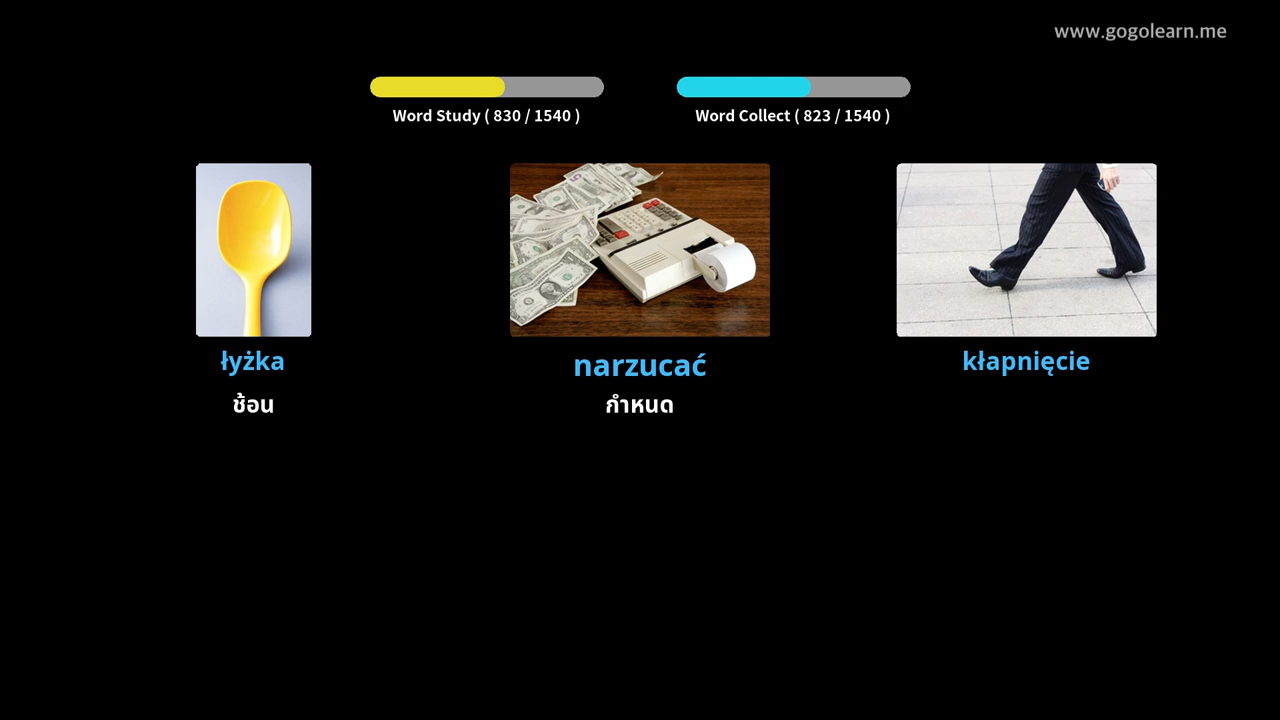 www.gogolearn.me
Word Study ( 830 / 1540 )
Word Collect ( 823 / 1540 )
łyżka
ช้อน
narzucać
กำหนด
kłapnięcie